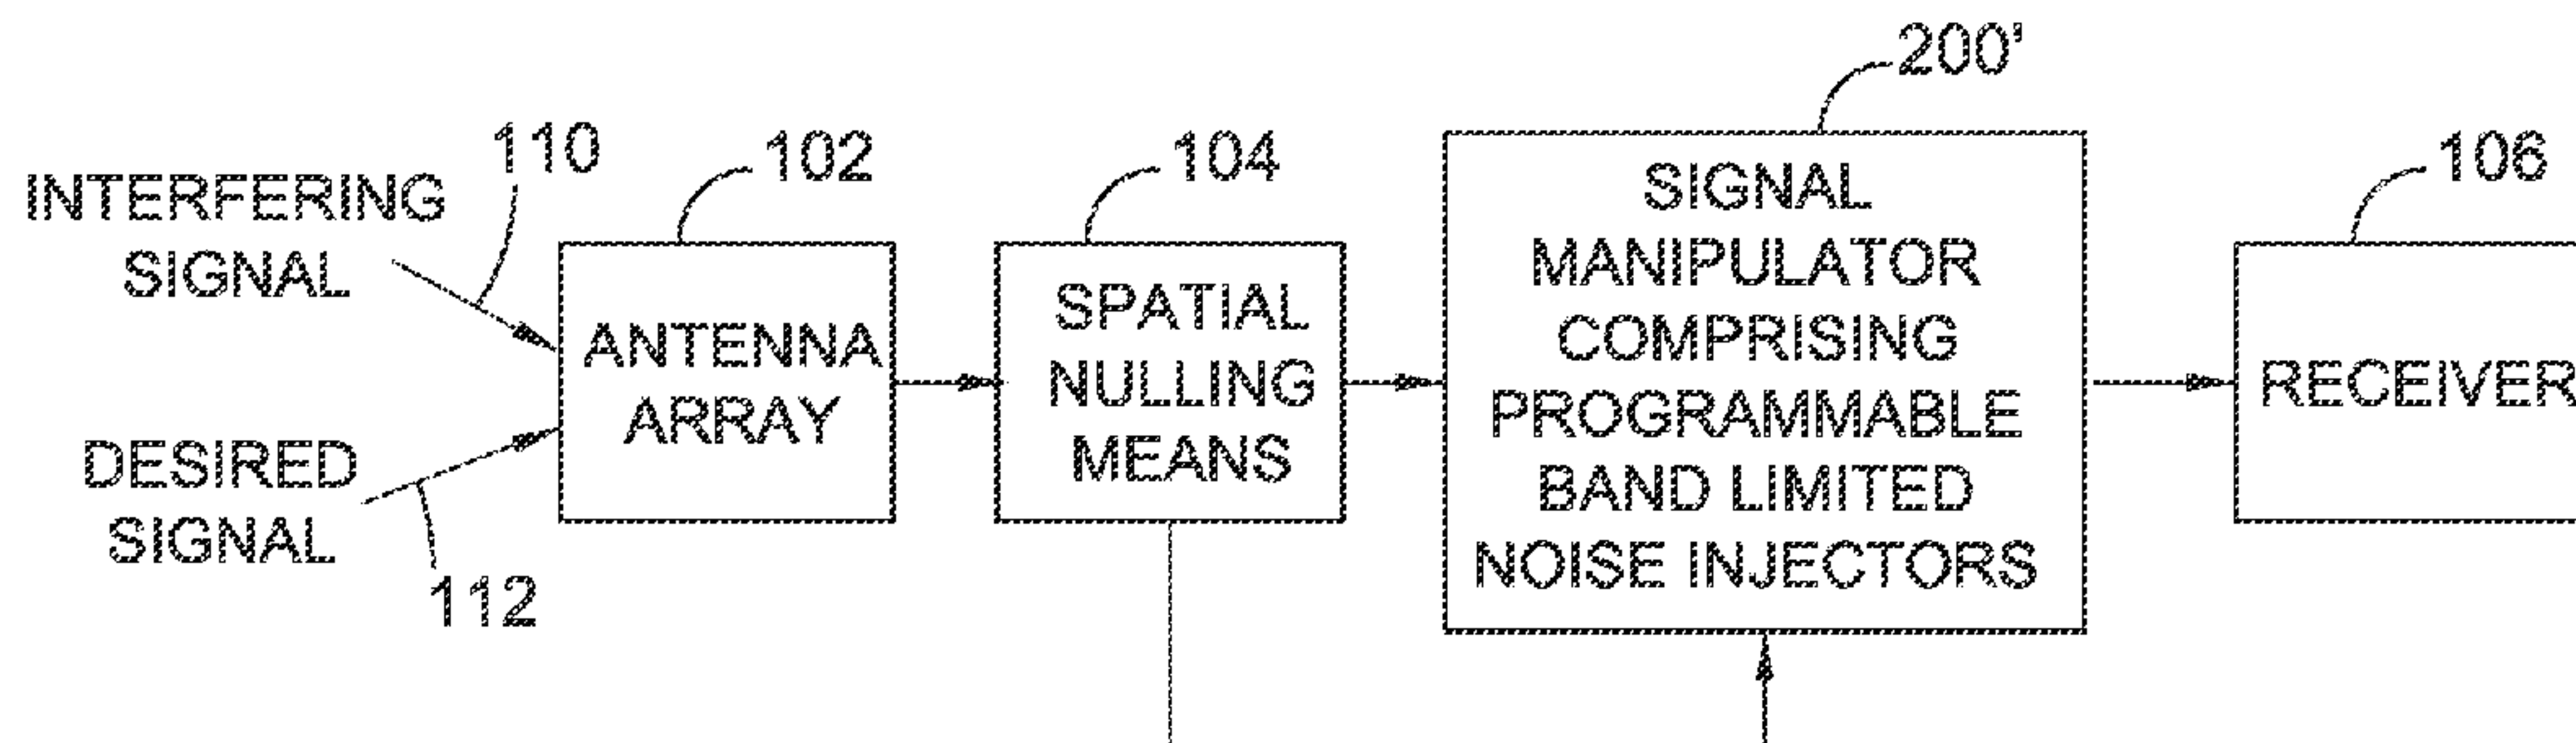 200'
110
102
104
106
INTERFERING
SIGNAL
DESIRED
SIGNAL
112
ANTENNA
ARRAY
SPATIAL
NULLING
MEANS
SIGNAL
MANIPULATOR
COMPRISING
PROGRAMMABLE
BAND LIMITED
NOISE INJECTORS
RECEIVER